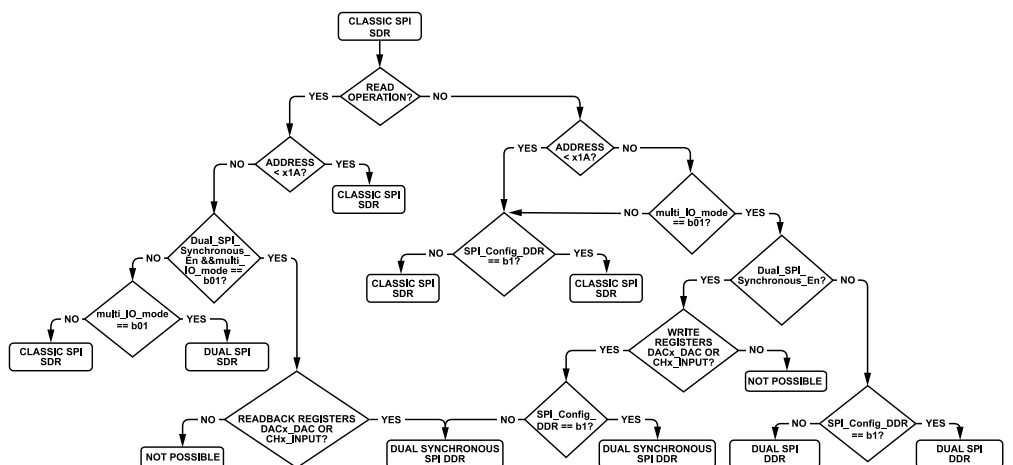 CLASSIC SPI
SDR
READ
OPERATION?
YES
NO
ADDRESS
< x1A?
NO
YES
CLASSIC SPI
SDR
ADDRESS
< x1A?
YES
NO
multi_IO_mode
== b01?
NO
YES
Dual_SPI_
Synchronous_
En &&multi_
IO_mode ==
b01?
NO
YES
SPI_Config_DDR
== b1?
NO
YES
CLASSIC SPI
SDR
CLASSIC SPI
SDR
Dual_SPI_
Synchronous_En?
YES
NO
multi_IO_mode
== b01
NO
YES
CLASSIC SPI
SDR
DUAL SPI
SDR
WRITE
REGISTERS
DACx_DAC OR
CHx_INPUT?
YES
NO
NOT POSSIBLE
READBACK REGISTERS
DACx_DAC OR
CHx_INPUT?
NO
YES
NOT POSSIBLE
DUAL SYNCHRONOUS
SPI DDR
SPI_Config_
DDR == b1?
NO
YES
DUAL SYNCHRONOUS
SPI DDR
SPI_Config_DDR
== b1?
NO
YES
DUAL SPI
DDR
DUAL SPI
DDR